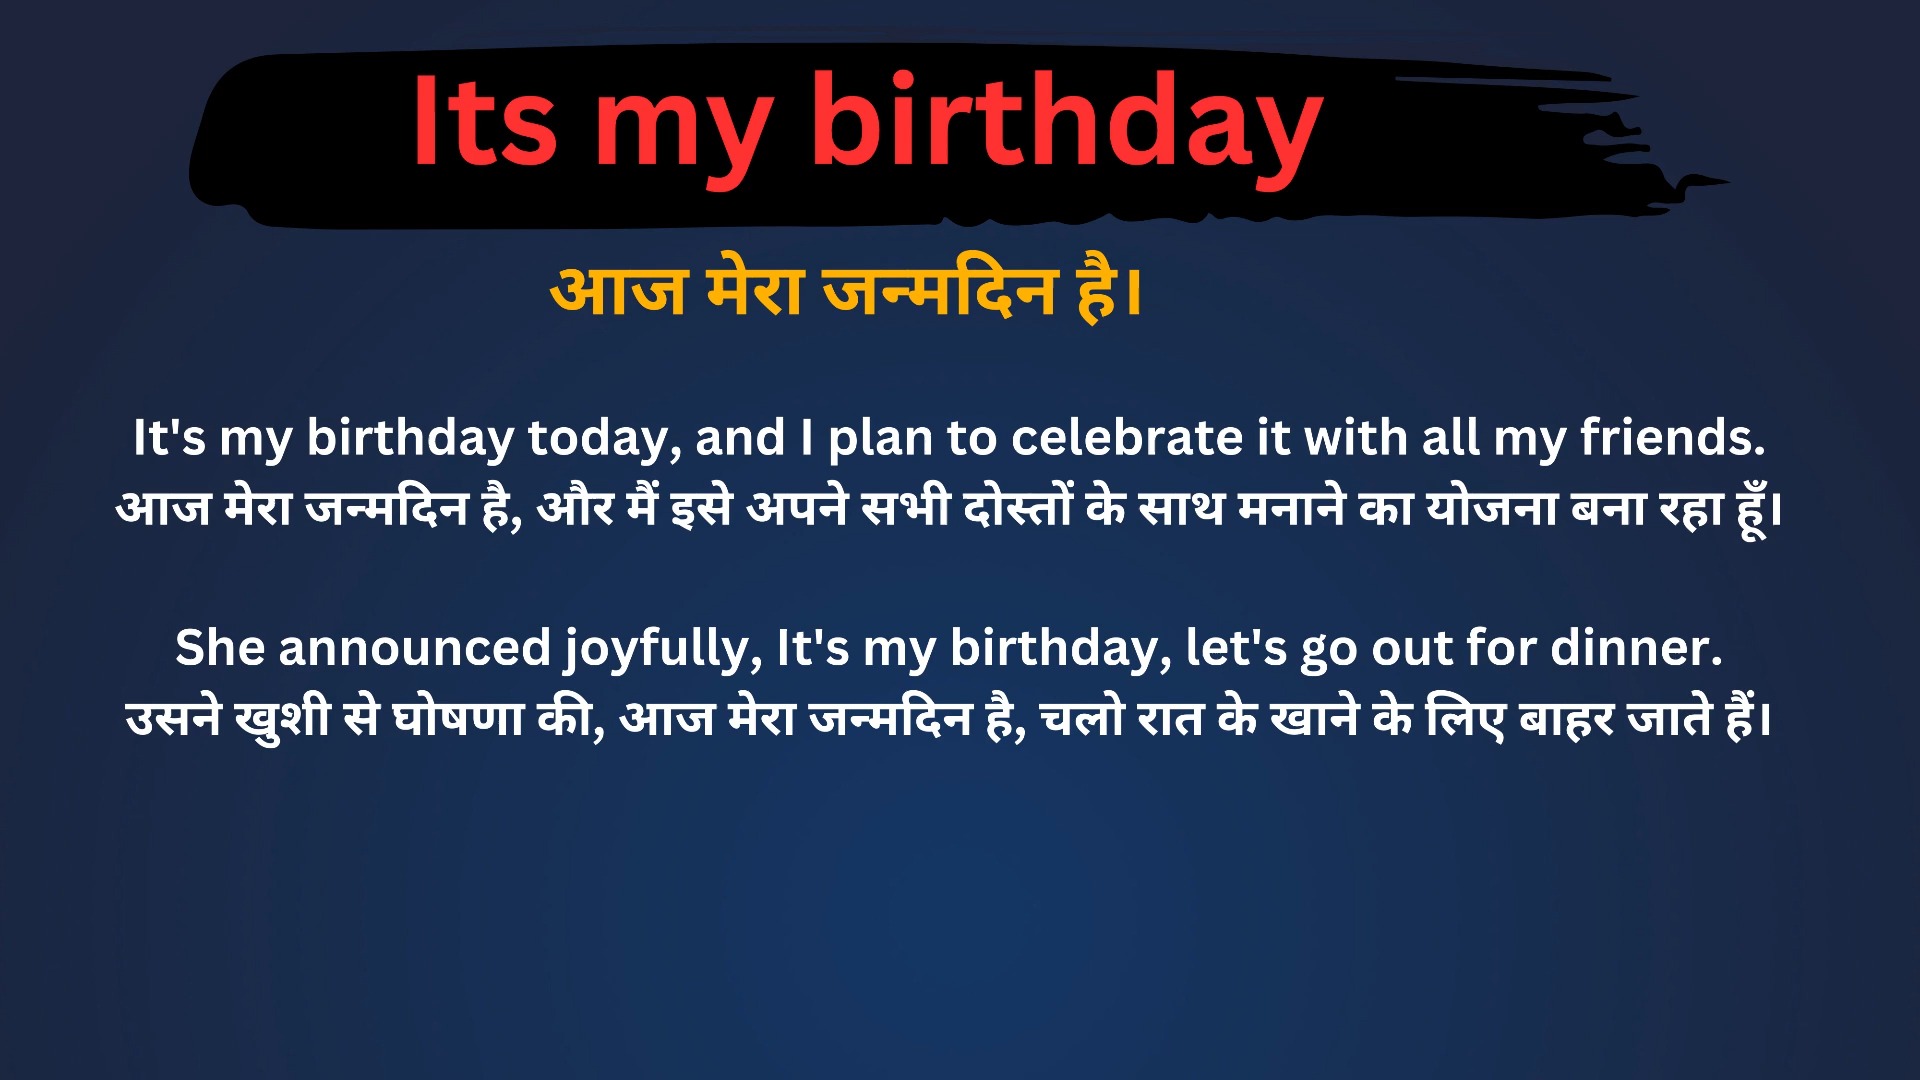 Its my birthday
आज मेरा जन्मदिन है।
It's my birthday today, and I plan to celebrate it with all my friends.
आज मेरा जन्मदिन है, और मैं इसे अपने सभी दोस्तों के साथ मनाने का योजना बना रहा हूँ।
She announced joyfully, It's my birthday, let's go out for dinner.
उसने खुशी से घोषणा की, आज मेरा जन्मदिन है, चलो रात के खाने के लिए बाहर जाते हैं।